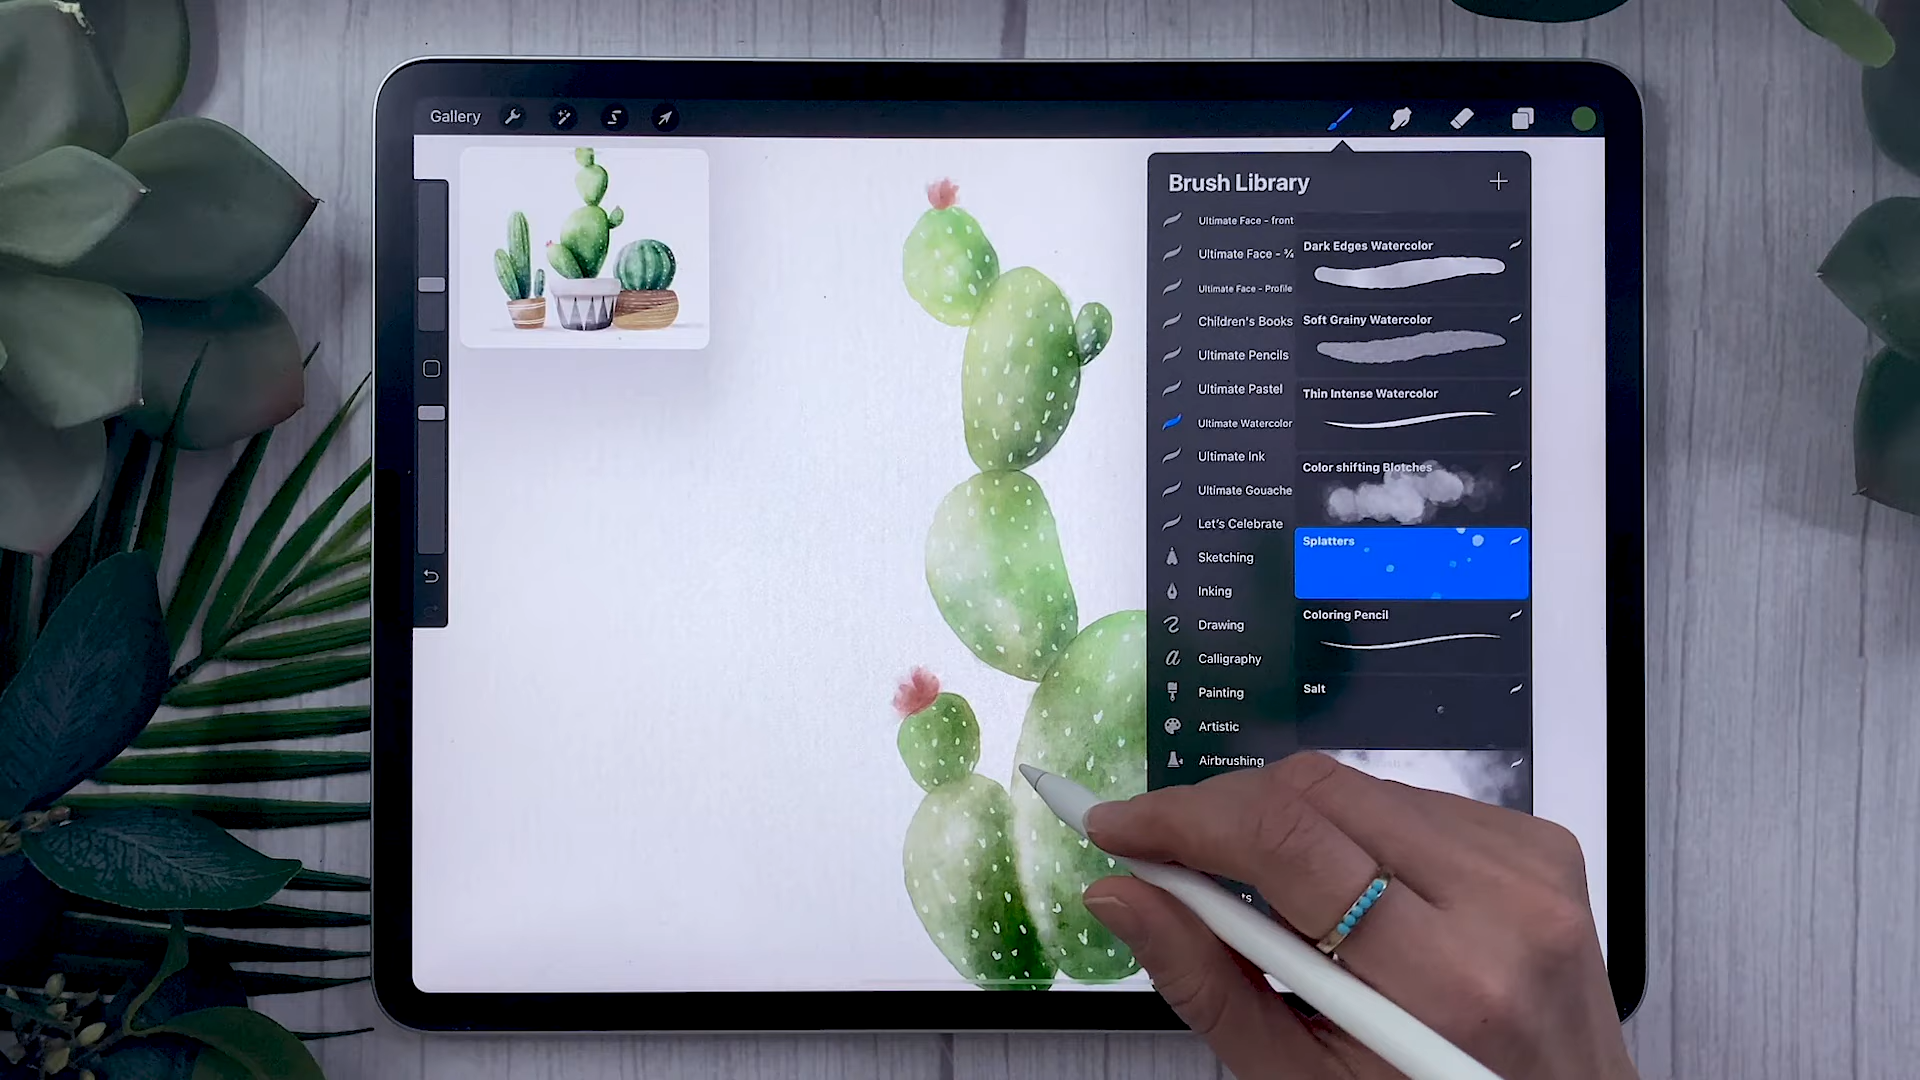 Gallery
Brush Library
Ultimate Face - front
Ultimate Face - ¾
Ultimate Face - Profile
Children's Books
Ultimate Pencils
Ultimate Pastel
Ultimate Watercolor
Ultimate Ink
Ultimate Gouache
Let's Celebrate
Sketching
Inking
Drawing
Calligraphy
Painting
Artistic
Airbrushing
Dark Edges Watercolor
Soft Grainy Watercolor
Thin Intense Watercolor
Color shifting Blotches
Splatters
Coloring Pencil
Salt